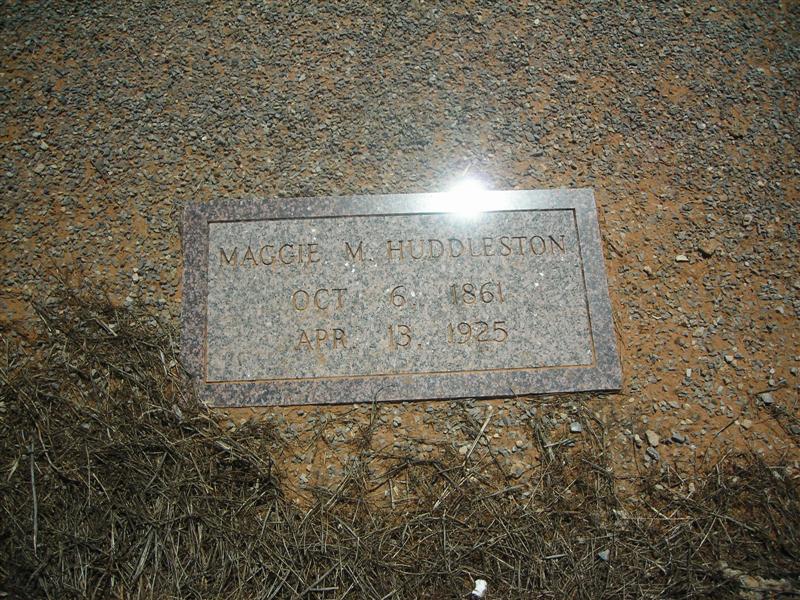 MAGGIE M. HUDDLESTON
OCT. 6, 1861
APR. 13, 1925